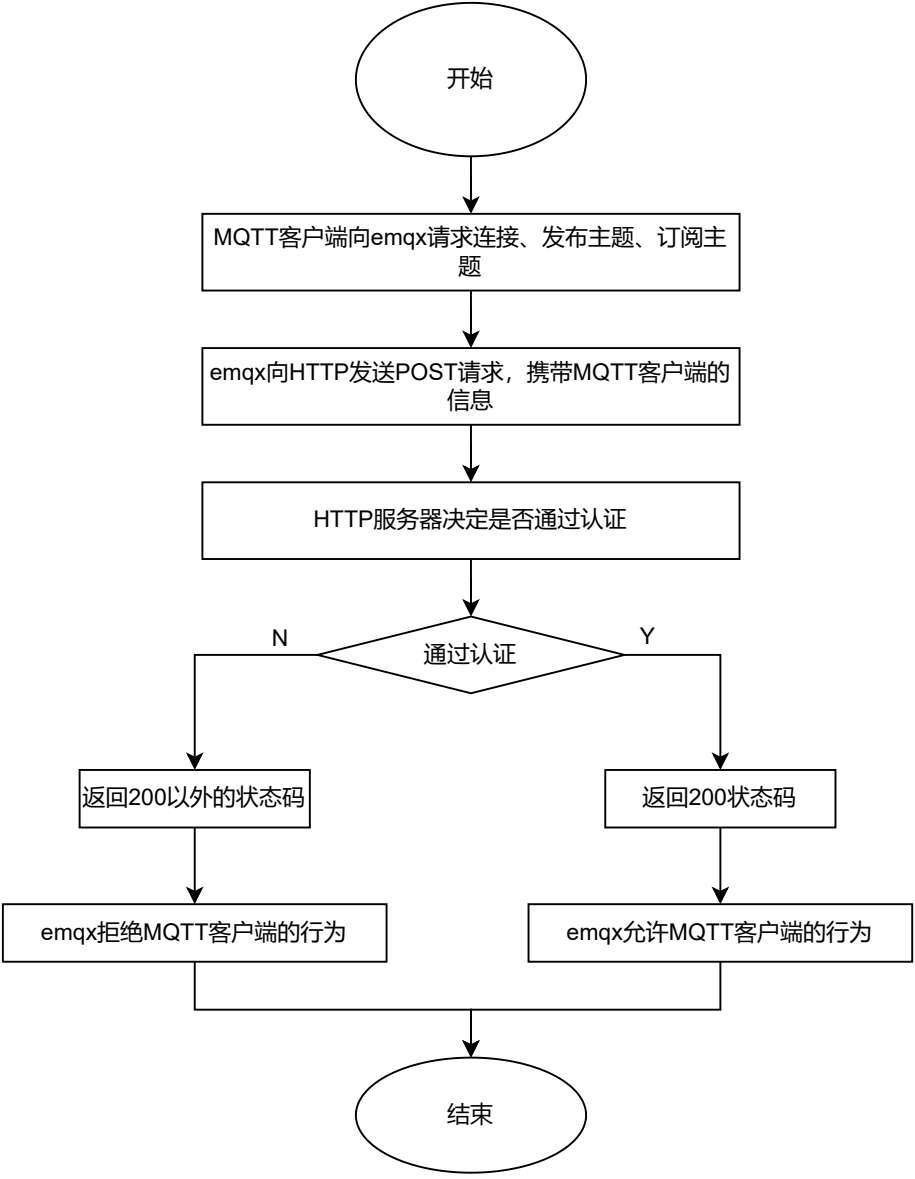 开始
MQTT客户端向emqx请求连接、发布主题、订阅主
题
emqx向HTTP发送POST请求，携带MQTT客户端的
信息
HTTP服务器决定是否通过认证
N
通过认证
Y
返回200以外的状态码
返回200状态码
emqx拒绝MQTT客户端的行为
emqx允许MQTT客户端的行为
结束